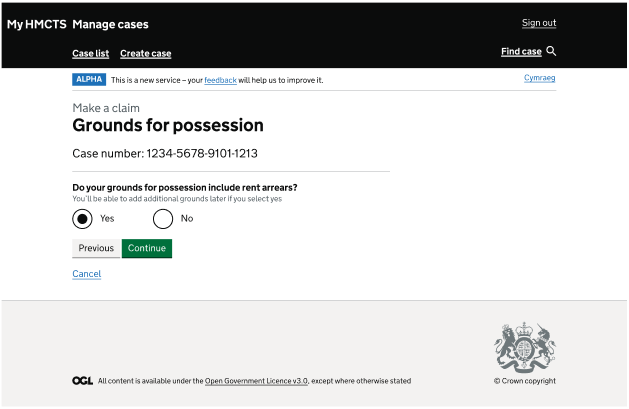 My HMCTS Manage cases
Sign out
Case list Create case
Find case
ALPHA This is a new service – your feedback will help us to improve it.
Cymraeg
Make a claim
Grounds for possession
Case number: 1234-5678-9101-1213
Do your grounds for possession include rent arrears?
You'll be able to add additional grounds later if you select yes
Yes No
Previous Continue
Cancel
OGL All content is available under the Open Government Licence v3.0, except where otherwise stated
© Crown copyright